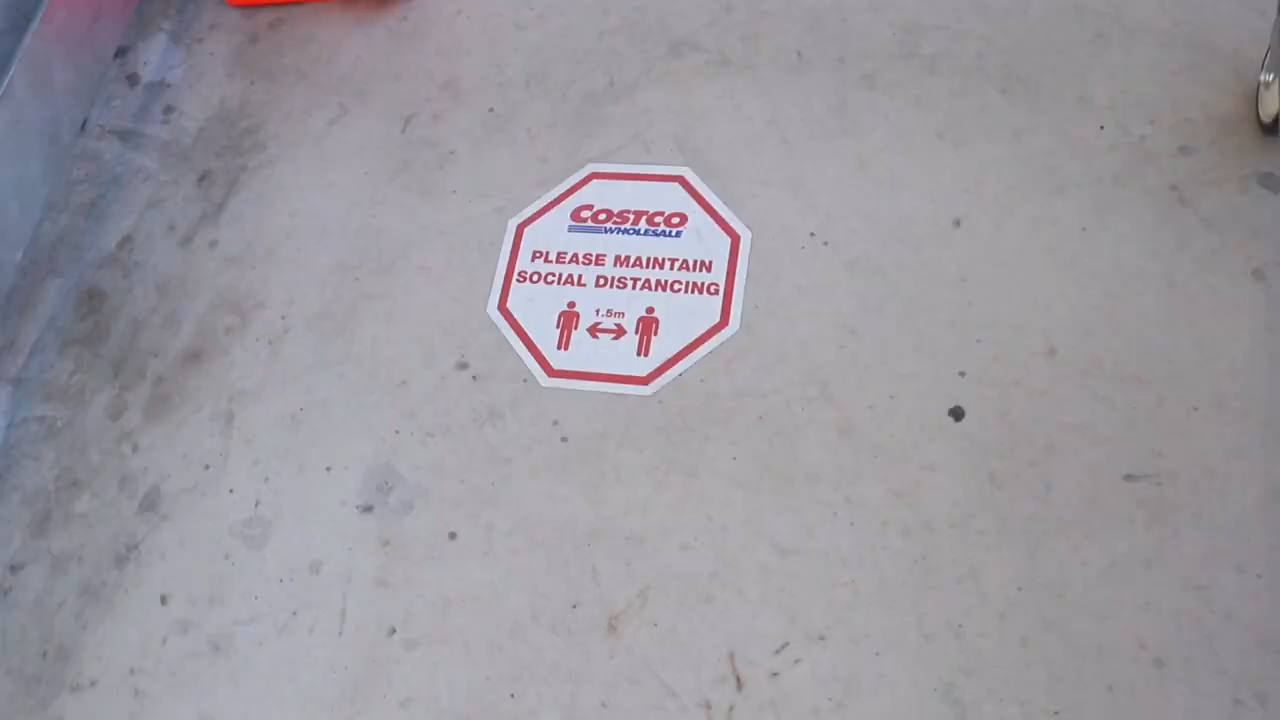 COSTCO
WHOLESALE
PLEASE MAINTAIN
SOCIAL DISTANCING
1.5m